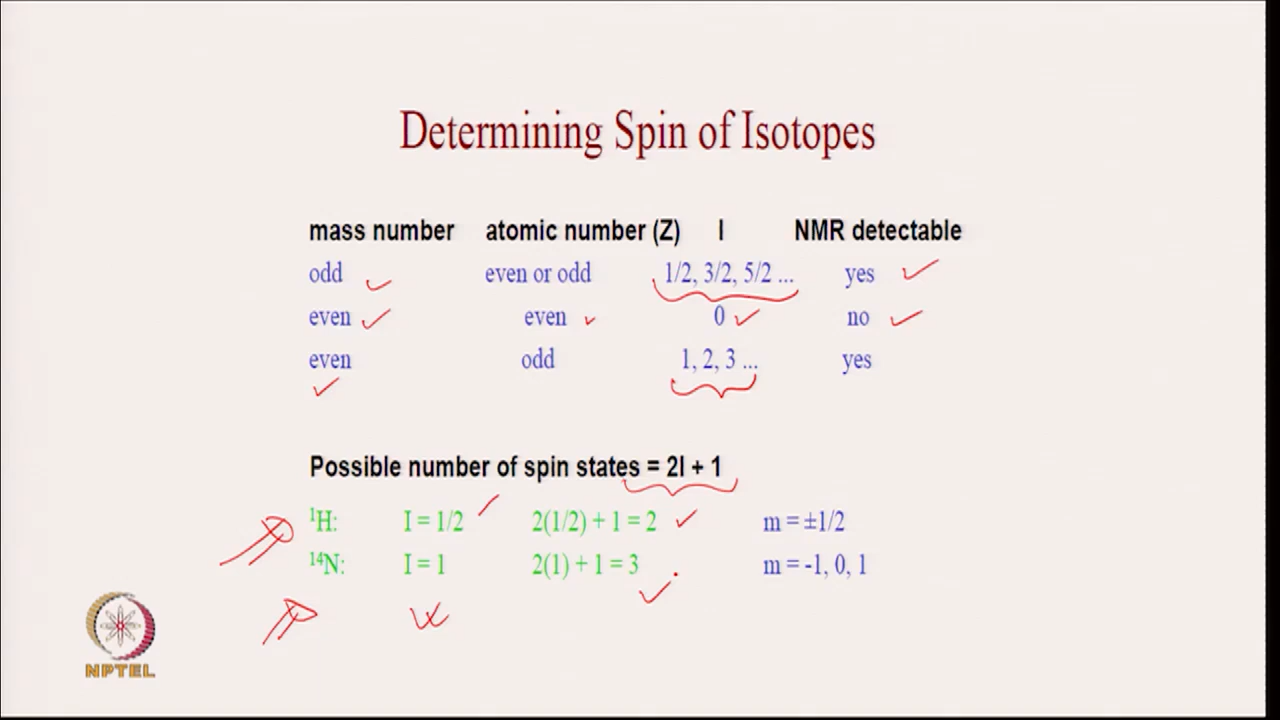 Determining Spin of Isotopes
mass number atomic number (Z) I NMR detectable
odd even or odd 1/2, 3/2, 5/2 ... yes
even even 0 no
even odd 1, 2, 3 ... yes
Possible number of spin states = 2I + 1
¹H: I = 1/2 2(1/2) + 1 = 2 m = ±1/2
¹⁴N: I = 1 2(1) + 1 = 3 m = -1, 0, 1
NPTEL